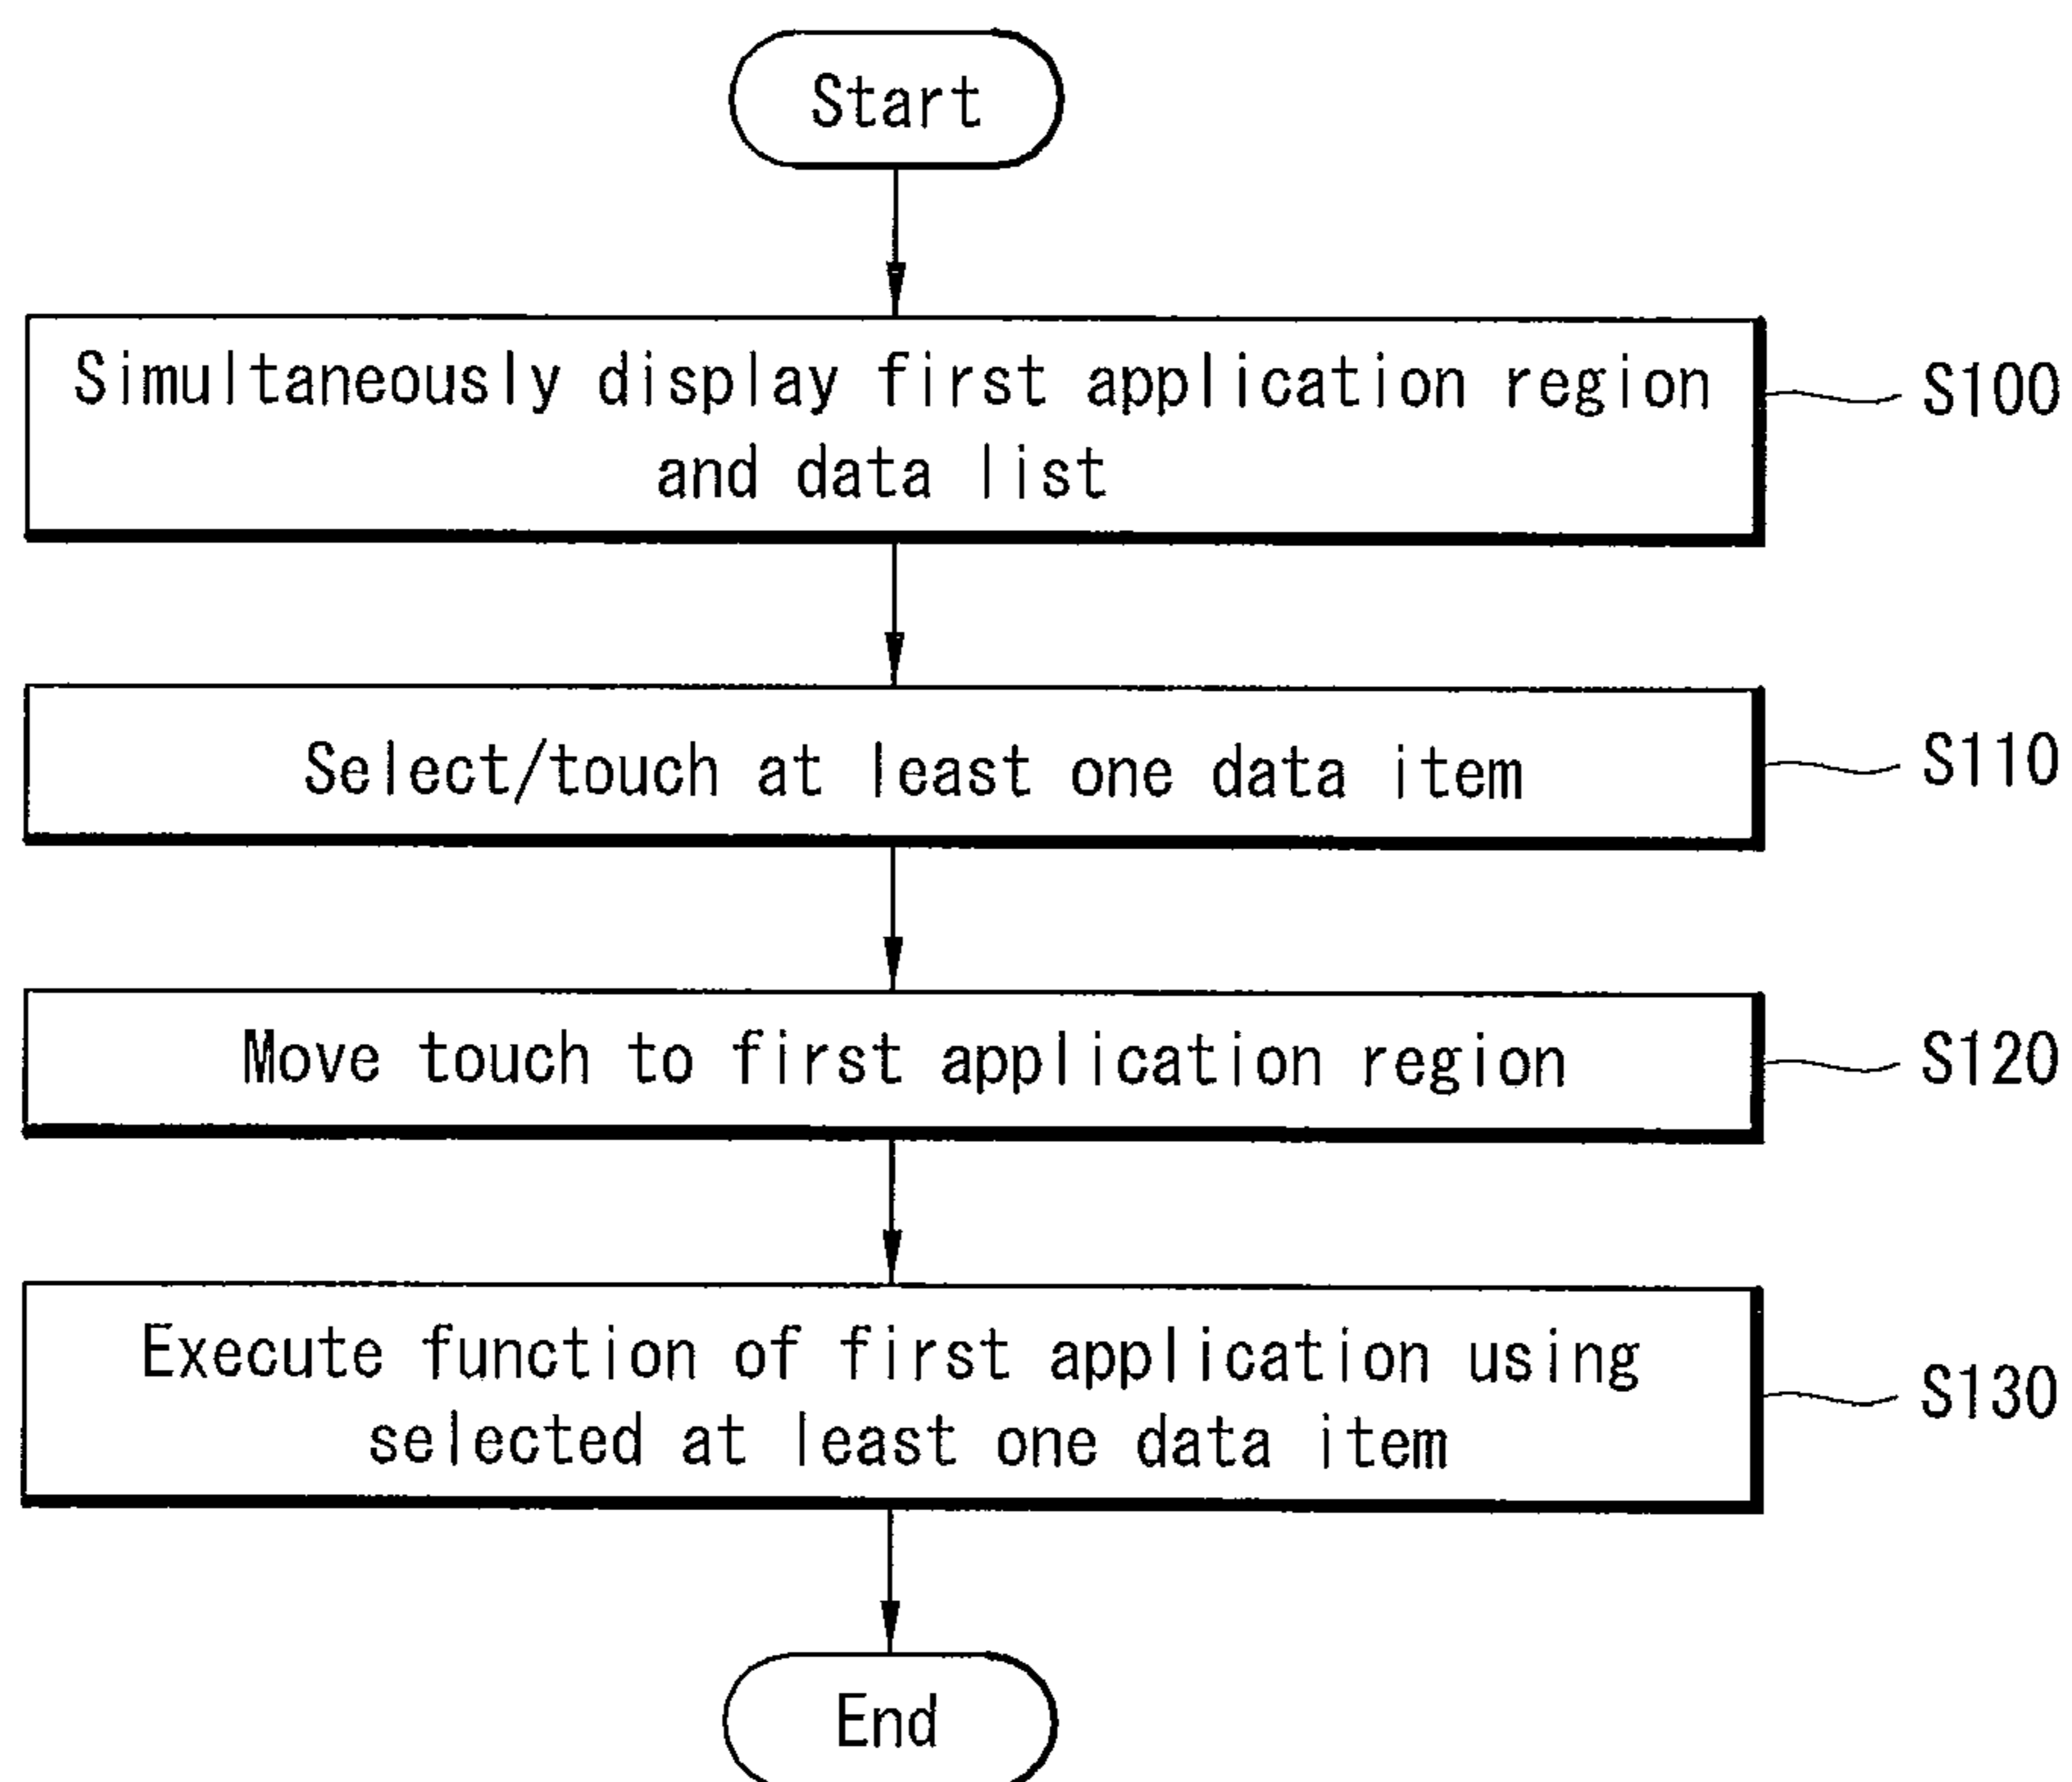 Start
Simultaneously display first application region
and data list
S100
Select/touch at least one data item
S110
Move touch to first application region
S120
Execute function of first application using
selected at least one data item
S130
End